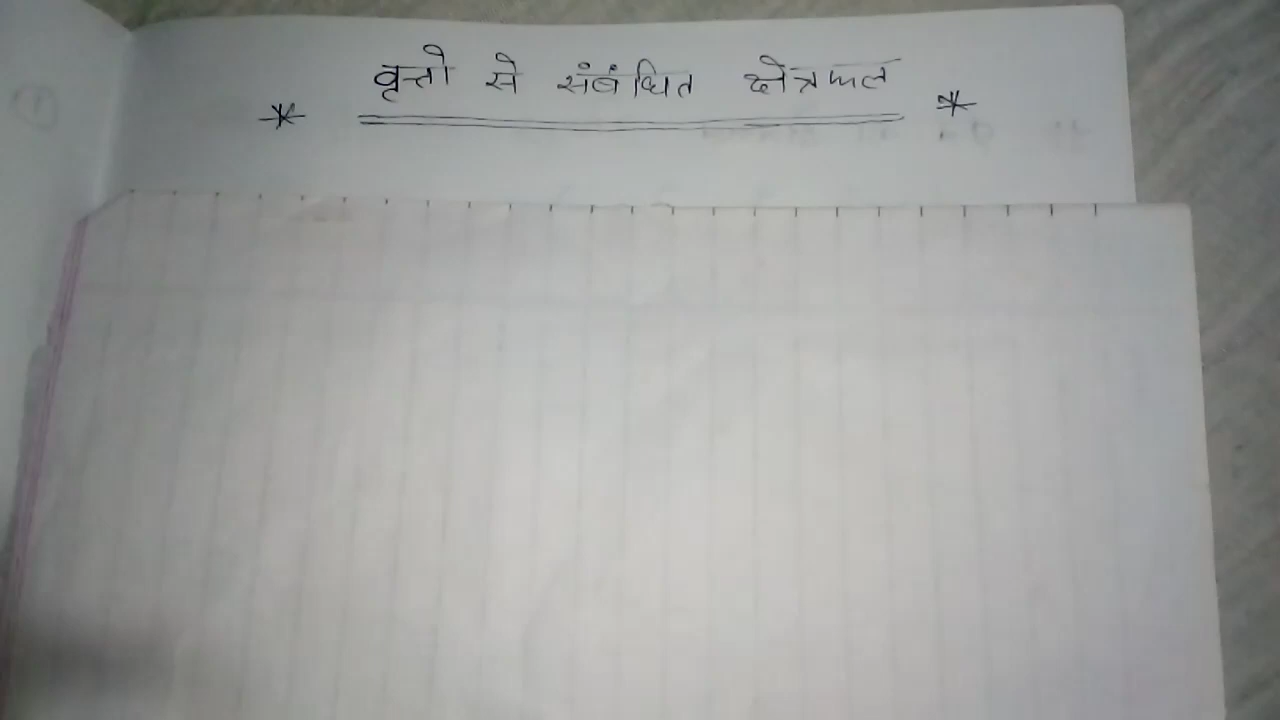 * वृत्तो से संबंधित क्षेत्रफल *